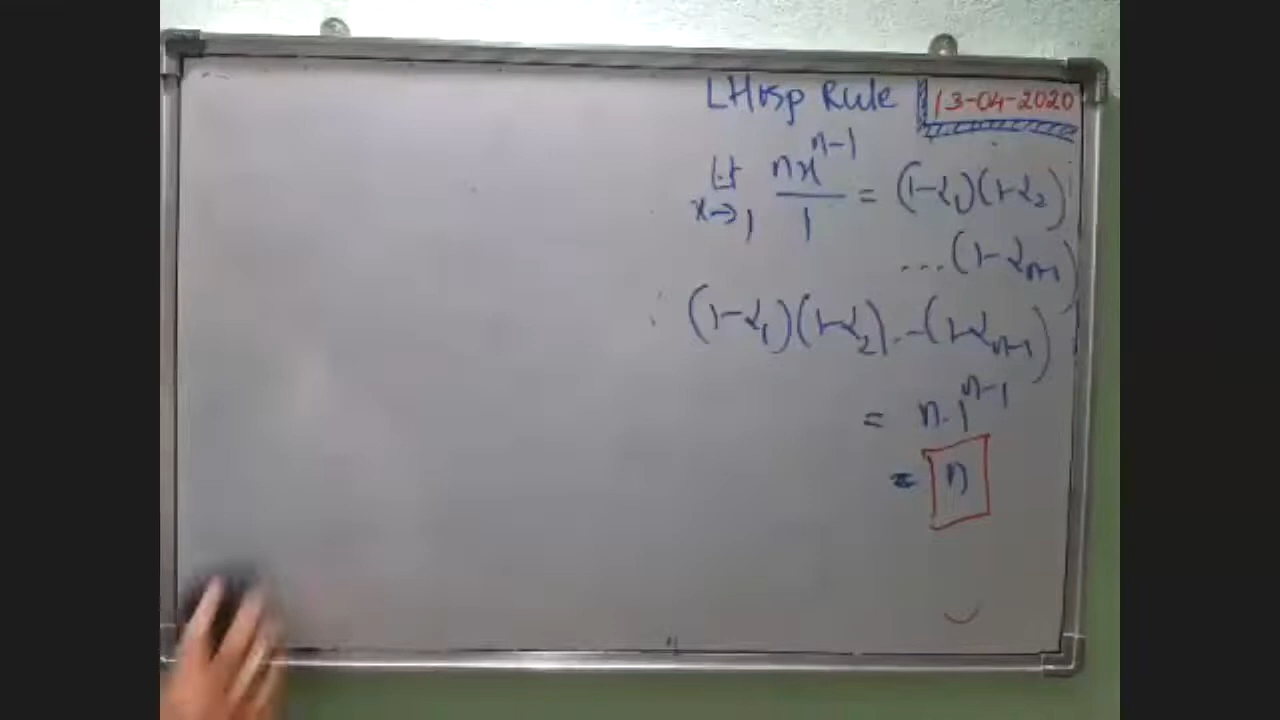 LHosp Rule 13-04-2020
Lt x→1 nx^(n-1)/1 = (1-α₁)(1-α₂)
...(1-αₙ₋₁)
∴ (1-α₁)(1-α₂)...(1-αₙ₋₁)
= n.1^(n-1)
= n